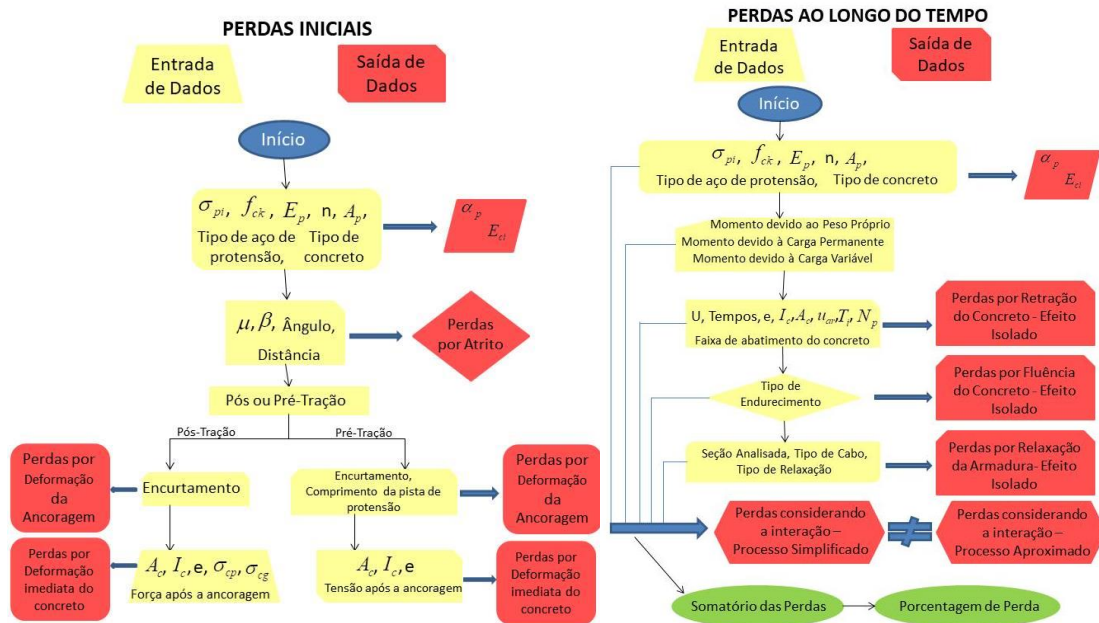 PERDAS INICIAIS
Entrada
de Dados
Saída de
Dados
Início
σpi, fck, Ep, n, Ap,
Tipo de aço de Tipo de
protensão, concreto
αp
Eci
μ, β, Ângulo,
Distância
Perdas
por Atrito
Pós ou Pré-Tração
Pós-Tração
Pré-Tração
Perdas por
Deformação
da
Ancoragem
Encurtamento
Encurtamento,
Comprimento da pista de
protensão
Perdas por
Deformação
da
Ancoragem
Perdas por
Deformação
imediata do
concreto
Ac, Ic, e, σcp, σcg
Força após a ancoragem
Ac, Ic, e
Tensão após a ancoragem
Perdas por
Deformação
imediata do
concreto
PERDAS AO LONGO DO TEMPO
Entrada
de Dados
Saída de
Dados
Início
σpi, fck, Ep, n, Ap,
Tipo de aço de protensão, Tipo de concreto
αp
Eci
Momento devido ao Peso Próprio
Momento devido à Carga Permanente
Momento devido à Carga Variável
U, Tempos, e, Ic, Ac, uar, Ti, Np
Faixa de abatimento do concreto
Perdas por Retração
do Concreto - Efeito
Isolado
Tipo de
Endurecimento
Perdas por Fluência
do Concreto - Efeito
Isolado
Seção Analisada, Tipo de Cabo,
Tipo de Relaxação
Perdas por Relaxação
da Armadura- Efeito
Isolado
Perdas considerando
a interação –
Processo Simplificado
≠
Perdas considerando
a interação –
Processo Aproximado
Somatório das Perdas
Porcentagem de Perda